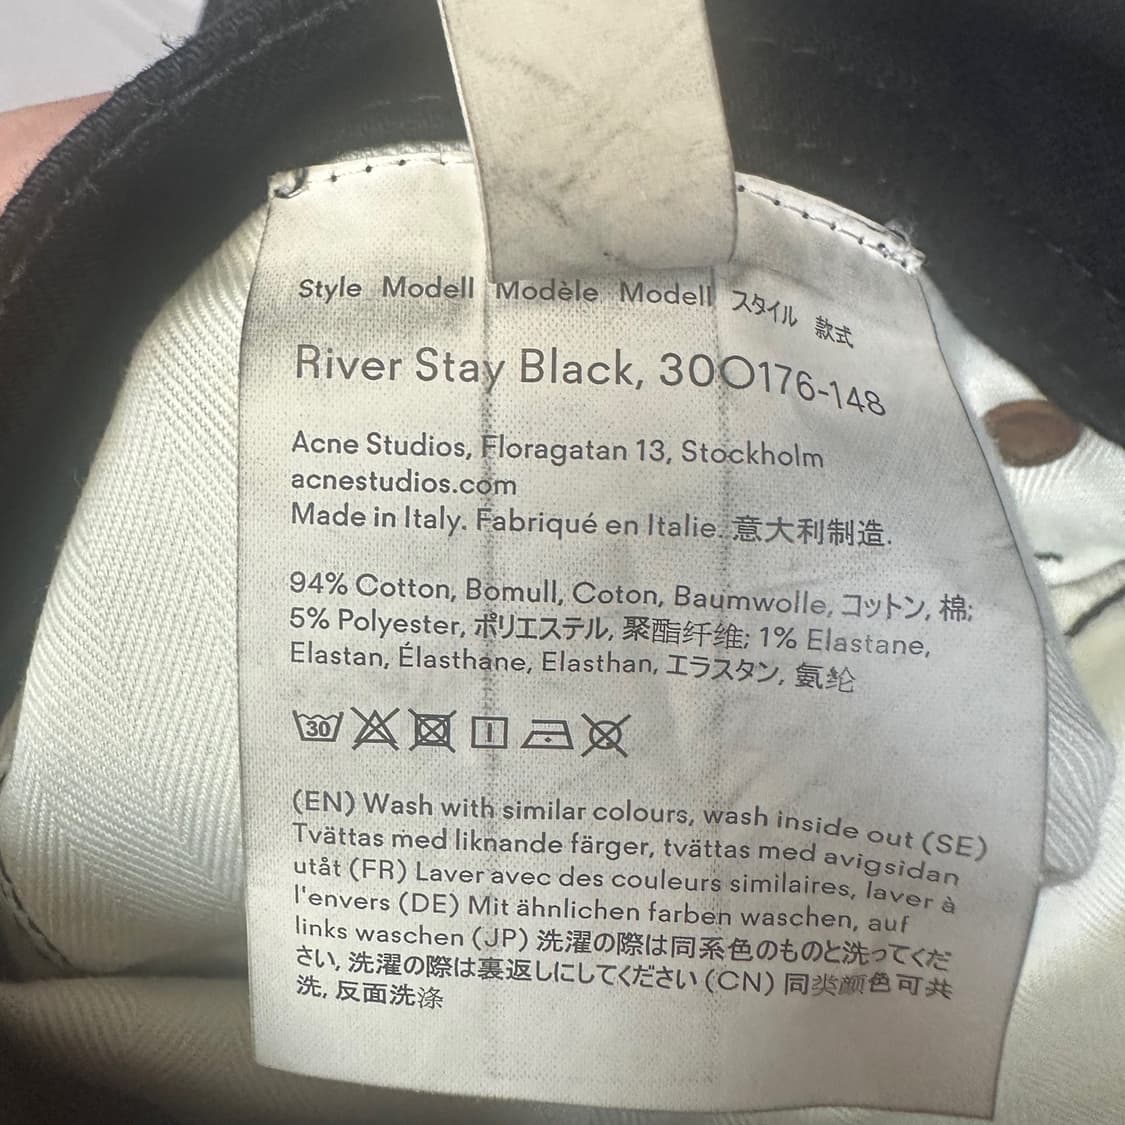 Style Modell Modèle Modell スタイル 款式
River Stay Black, 30O176-148
Acne Studios, Floragatan 13, Stockholm
acnestudios.com
Made in Italy. Fabriqué en Italie. 意大利制造.
94% Cotton, Bomull, Coton, Baumwolle, コットン, 棉;
5% Polyester, ポリエステル, 聚酯纤维; 1% Elastane,
Elastan, Élasthane, Elasthan, エラスタン, 氨纶
30
(EN) Wash with similar colours, wash inside out (SE)
Tvättas med liknande färger, tvättas med avigsidan
utåt (FR) Laver avec des couleurs similaires, laver à
l'envers (DE) Mit ähnlichen farben waschen, auf
links waschen (JP) 洗濯の際は同系色のものと洗ってくだ
さい, 洗濯の際は裏返しにしてください (CN) 同类颜色可共
洗, 反面洗涤